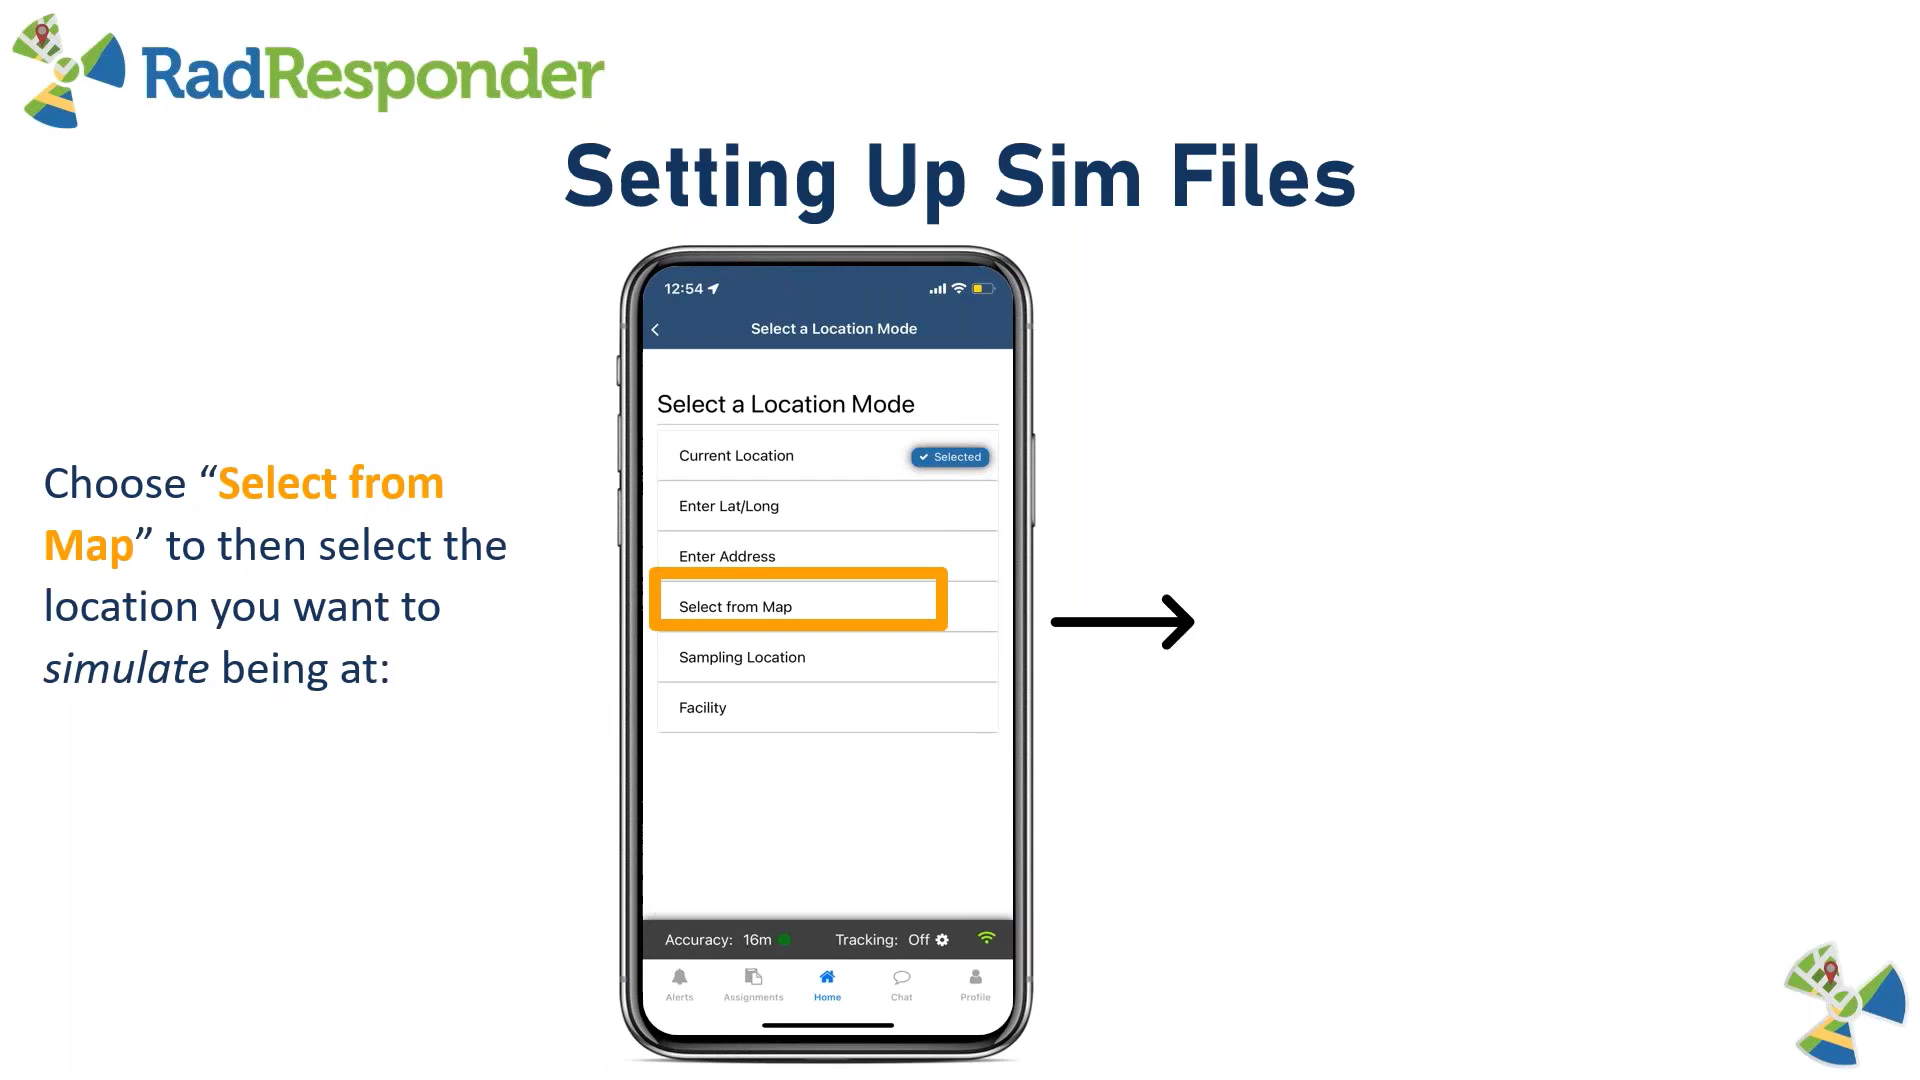 RadResponder
Setting Up Sim Files
Choose “Select from
Map” to then select the
location you want to
simulate being at:
12:54
Select a Location Mode
Select a Location Mode
Current Location
Selected
Enter Lat/Long
Enter Address
Select from Map
Sampling Location
Facility
Accuracy: 16m Tracking: Off
Alerts Assignments Home Chat Profile